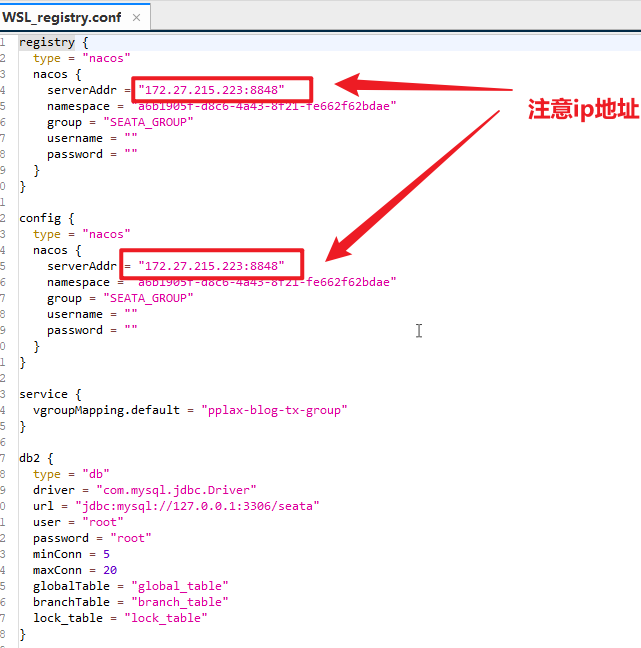 WSL_registry.conf ×
1 registry {
2 type = "nacos"
3 nacos {
4 serverAddr = "172.27.215.223:8848"
5 namespace = "a6b1905f-d8c6-4a43-8f21-fe662f62bdae"
注意ip地址
6 group = "SEATA_GROUP"
7 username = ""
8 password = ""
9 }
0 }
1
2 config {
3 type = "nacos"
4 nacos {
5 serverAddr = "172.27.215.223:8848"
6 namespace = "a6b1905f-d8c6-4a43-8f21-fe662f62bdae"
7 group = "SEATA_GROUP"
8 username = ""
9 password = ""
0 }
1 }
2
3 service {
4 vgroupMapping.default = "pplax-blog-tx-group"
5 }
6
7 db2 {
8 type = "db"
9 driver = "com.mysql.jdbc.Driver"
0 url = "jdbc:mysql://127.0.0.1:3306/seata"
1 user = "root"
2 password = "root"
3 minConn = 5
4 maxConn = 20
5 globalTable = "global_table"
6 branchTable = "branch_table"
7 lock_table = "lock_table"
8 }